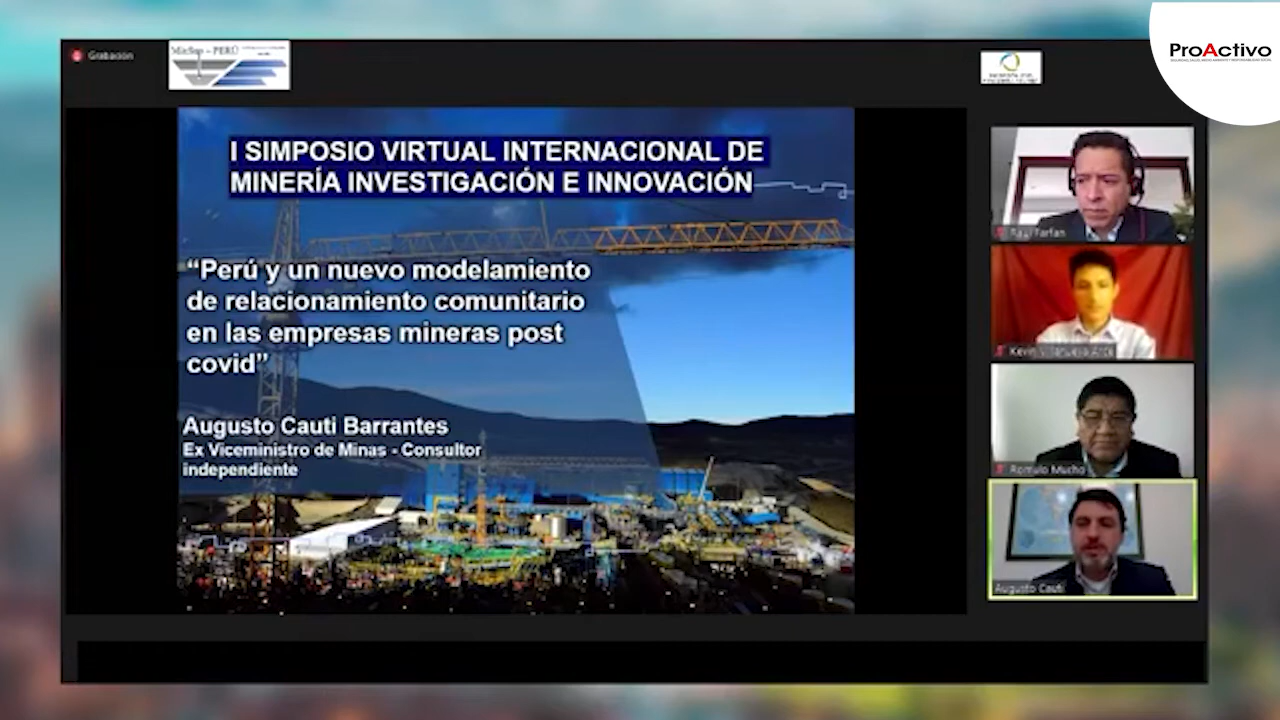 Grabación
MinSup - PERÚ
ProActivo
I SIMPOSIO VIRTUAL INTERNACIONAL DE
MINERÍA INVESTIGACIÓN E INNOVACIÓN
“Perú y un nuevo modelamiento
de relacionamiento comunitario
en las empresas mineras post
covid”
Augusto Cauti Barrantes
Ex Viceministro de Minas - Consultor
independiente
Farfan
Kevin
Romulo Mucho
Augusto Cauti